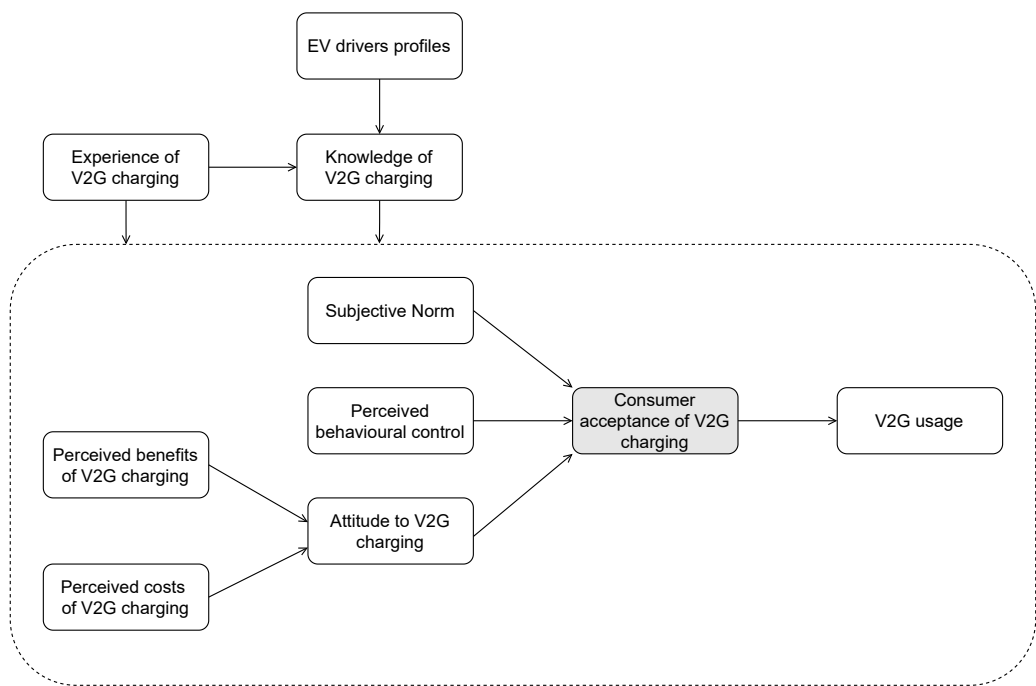 EV drivers profiles
Experience of
V2G charging
Knowledge of
V2G charging
Subjective Norm
Perceived
behavioural control
Consumer
acceptance of V2G
charging
V2G usage
Perceived benefits
of V2G charging
Attitude to V2G
charging
Perceived costs
of V2G charging